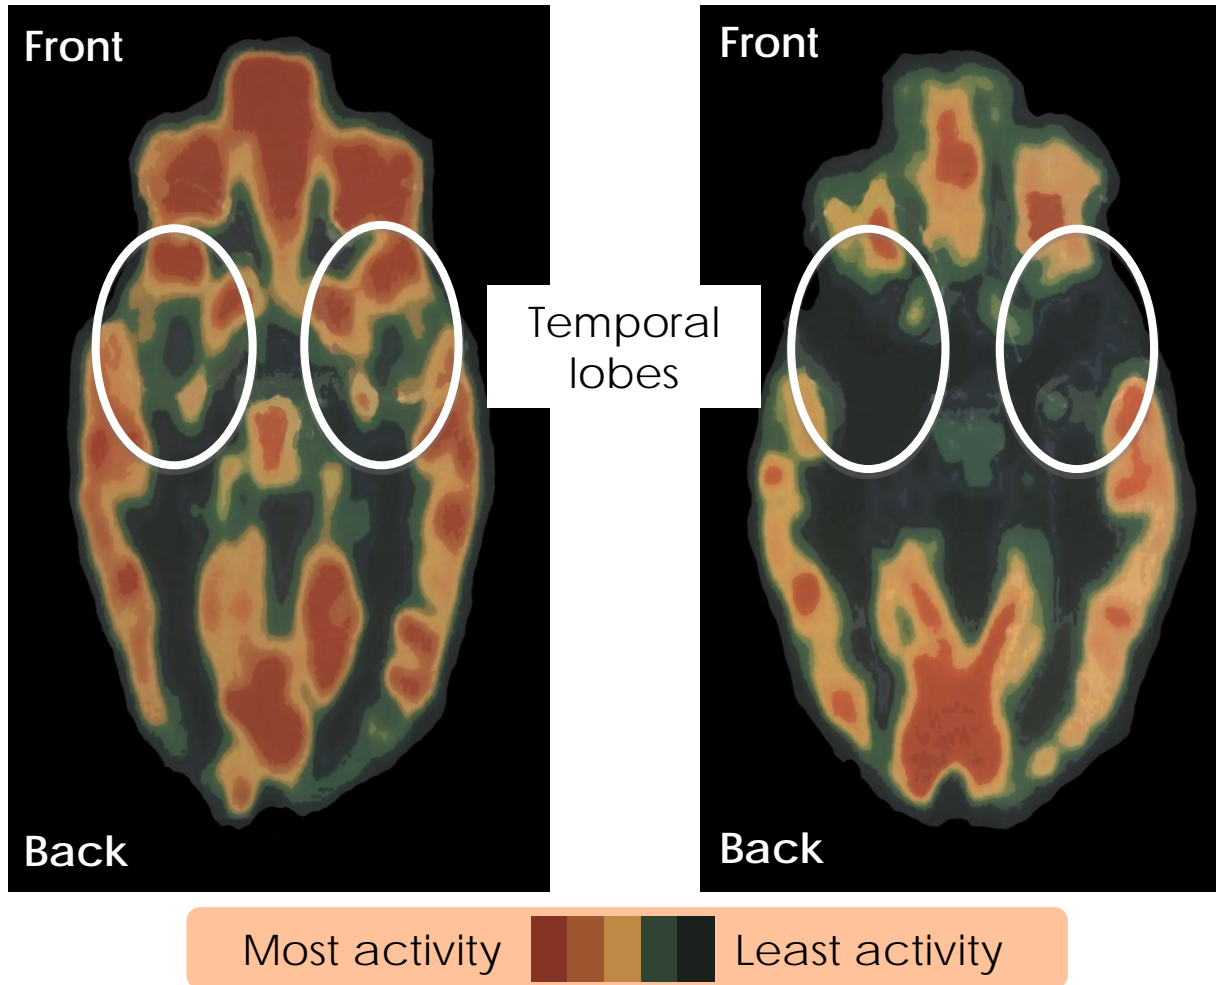 Front
Front
Temporal
lobes
Back
Back
Most activity
Least activity